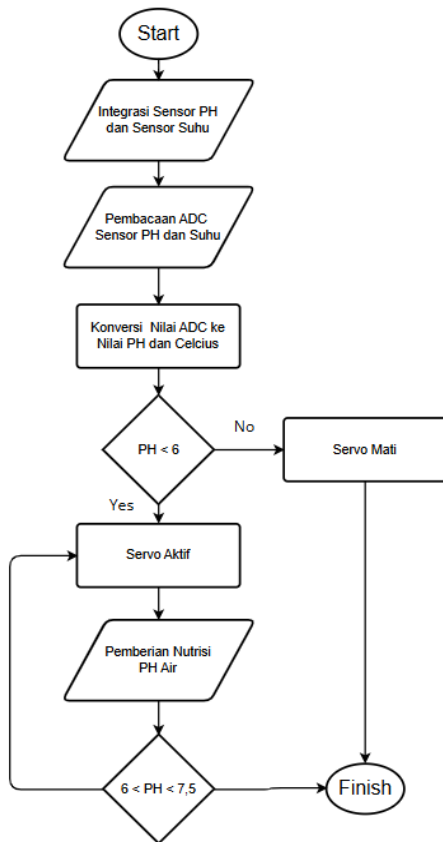 Start
Integrasi Sensor PH
dan Sensor Suhu
Pembacaan ADC
Sensor PH dan Suhu
Konversi Nilai ADC ke
Nilai PH dan Celcius
PH < 6
No
Servo Mati
Yes
Servo Aktif
Pemberian Nutrisi
PH Air
6 < PH < 7,5
Finish